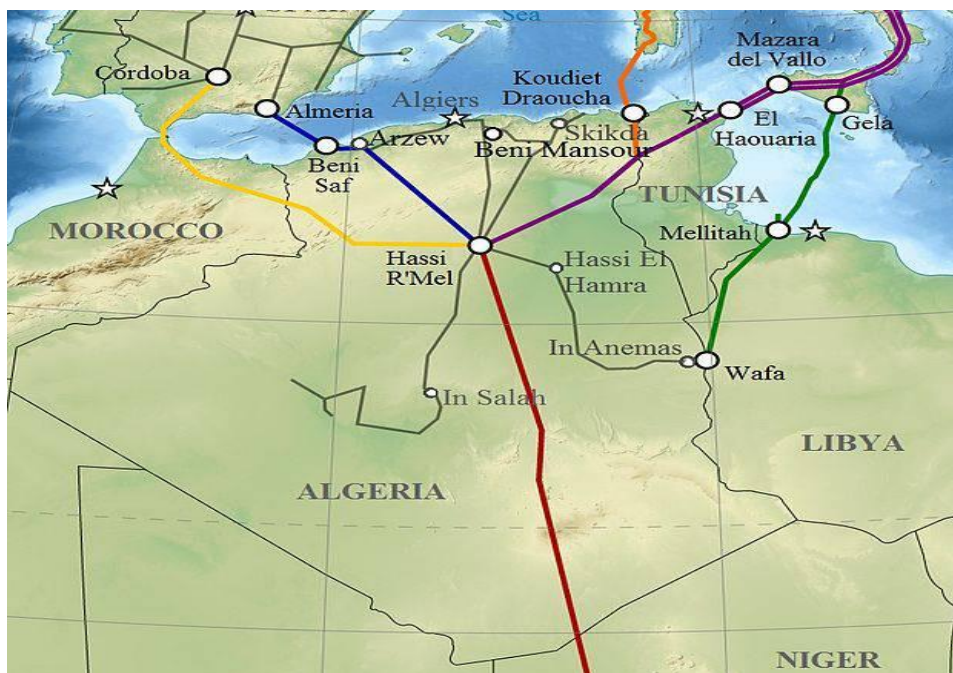 Sea
Cordoba
Mazara
del Vallo
Koudiet
Draoucha
Almeria
Algiers
El
Haouaria
Gela
Arzew
Skikda
Beni Mansour
Beni
Saf
TUNISIA
MOROCCO
Mellitah
Hassi
R'Mel
Hassi El
Hamra
In Anemas
Wafa
In Salah
LIBYA
ALGERIA
NIGER